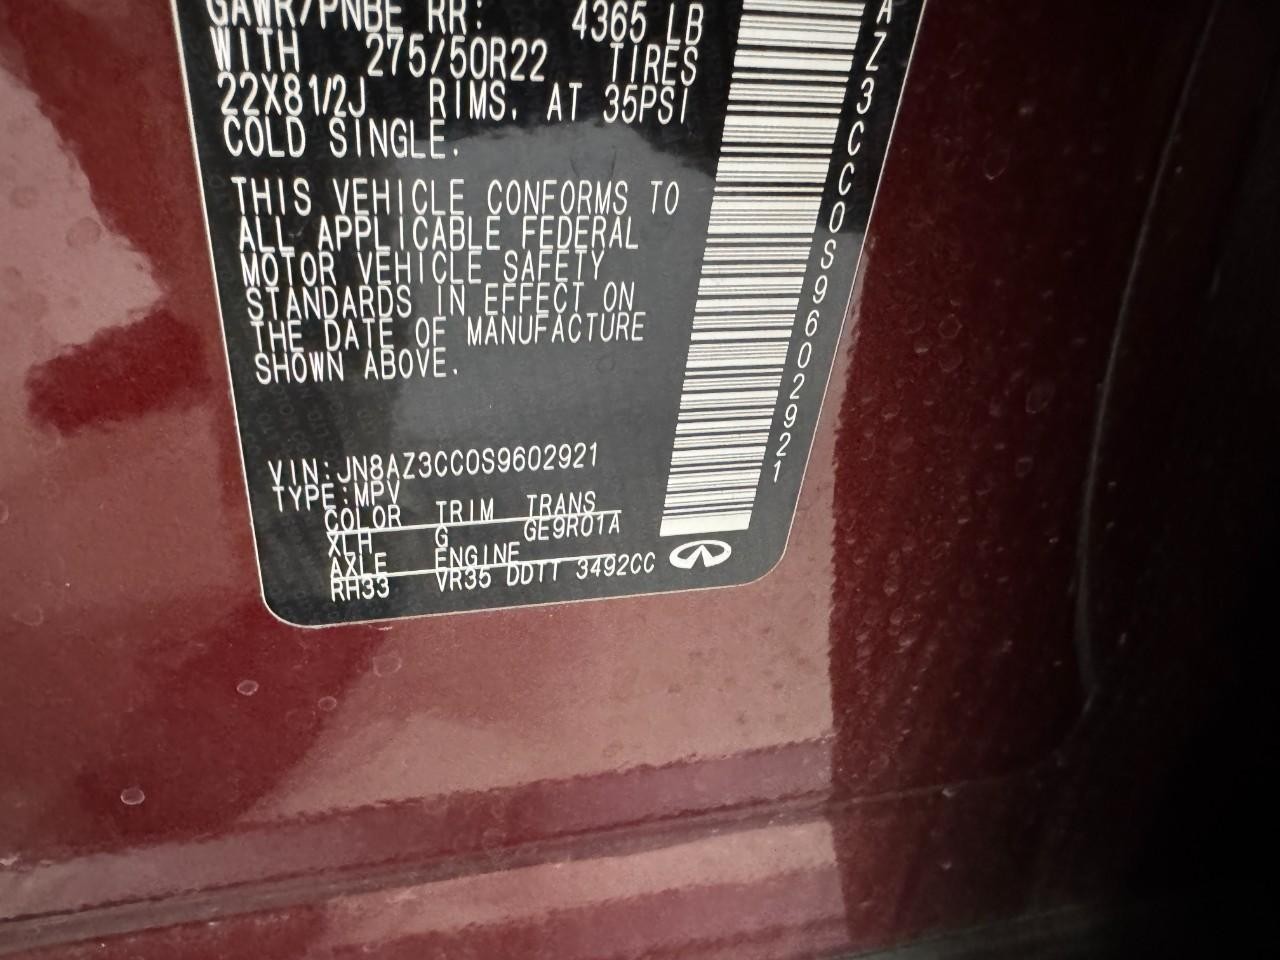 GAWR/PNBE RR: 4365 LB
WITH 275/50R22 TIRES
22X81/2J RIMS. AT 35PSI
COLD SINGLE.
THIS VEHICLE CONFORMS TO
ALL APPLICABLE FEDERAL
MOTOR VEHICLE SAFETY
STANDARDS IN EFFECT ON
THE DATE OF MANUFACTURE
SHOWN ABOVE.
VIN:JN8AZ3CC0S9602921
TYPE:MPV
COLOR TRIM TRANS
XLH G GE9R01A
AXLE ENGINE
RH33 VR35 DDTT 3492CC
AZ3CC0S9602921